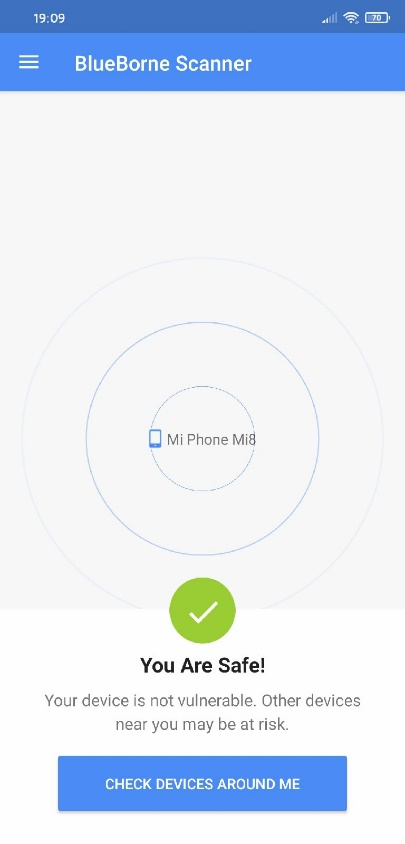 19:09
70
BlueBorne Scanner
Mi Phone Mi8
You Are Safe!
Your device is not vulnerable. Other devices
near you may be at risk.
CHECK DEVICES AROUND ME